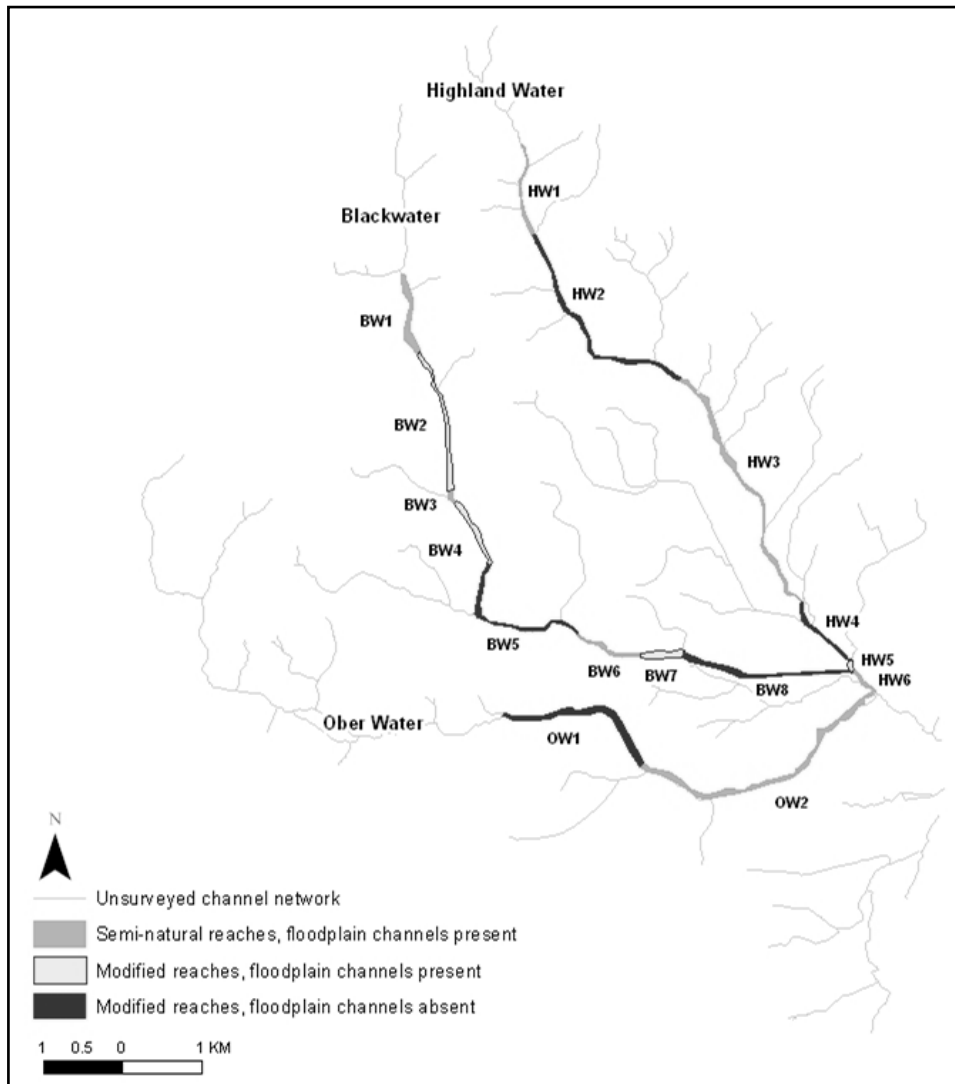 Highland Water
HW1
Blackwater
HW2
BW1
BW2
HW3
BW3
BW4
HW4
BW5
BW6
BW7
HW5
HW6
BW8
Ober Water
OW1
OW2
N
Unsurveyed channel network
Semi-natural reaches, floodplain channels present
Modified reaches, floodplain channels present
Modified reaches, floodplain channels absent
1 0.5 0 1 KM